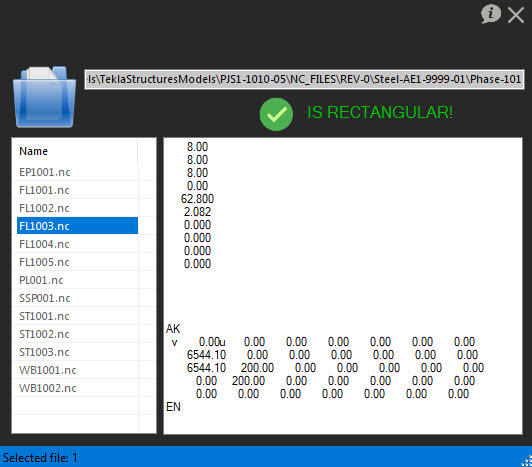 ls\TeklaStructuresModels\PJS1-1010-05\NC_FILES\REV-0\Steel-AE1-9999-01\Phase-101
IS RECTANGULAR!
Name
EP1001.nc
FL1001.nc
FL1002.nc
FL1003.nc
FL1004.nc
FL1005.nc
PL001.nc
SSP001.nc
ST1001.nc
ST1002.nc
ST1003.nc
WB1001.nc
WB1002.nc
8.00
8.00
8.00
0.00
62.800
2.082
0.000
0.000
0.000
0.000
AK
v 0.00u 0.00 0.00 0.00 0.00 0.00 0.00
6544.10 0.00 0.00 0.00 0.00 0.00 0.00
6544.10 200.00 0.00 0.00 0.00 0.00 0.00
0.00 200.00 0.00 0.00 0.00 0.00 0.00
0.00 0.00 0.00 0.00 0.00 0.00 0.00
EN
Selected file: 1